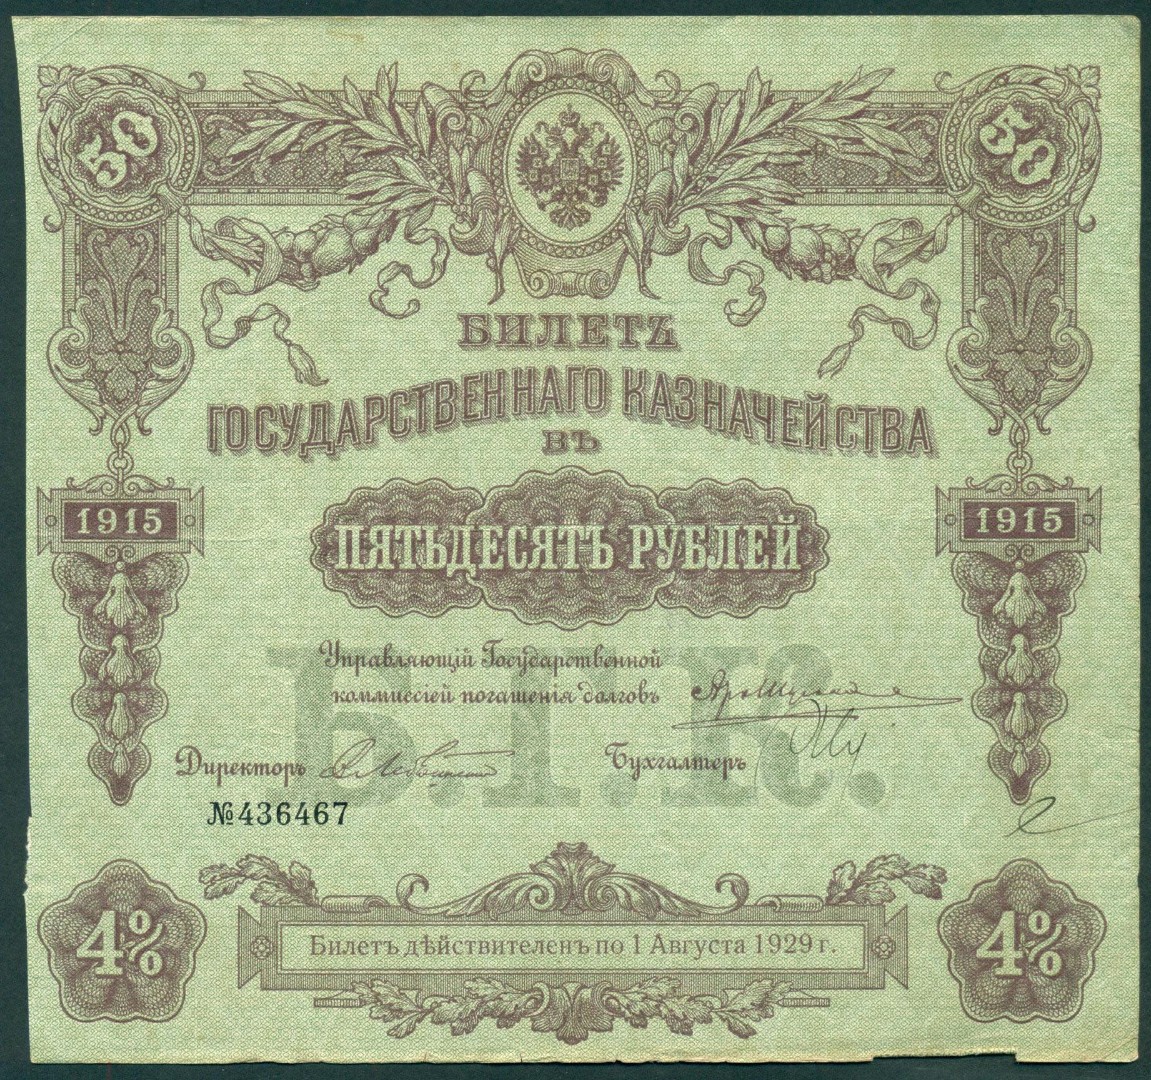 50 50
БИЛЕТЪ
ГОСУДАРСТВЕННАГО КАЗНАЧЕЙСТВА
ВЪ
1915 1915
ПЯТЬДЕСЯТЪ РУБЛЕЙ
Управляющій Государственной
коммиссіей погашенія долговъ
Б.Г.К.
Директоръ Бухгалтеръ
№436467
4% 4%
Билетъ дѣйствителенъ по 1 Августа 1929 г.